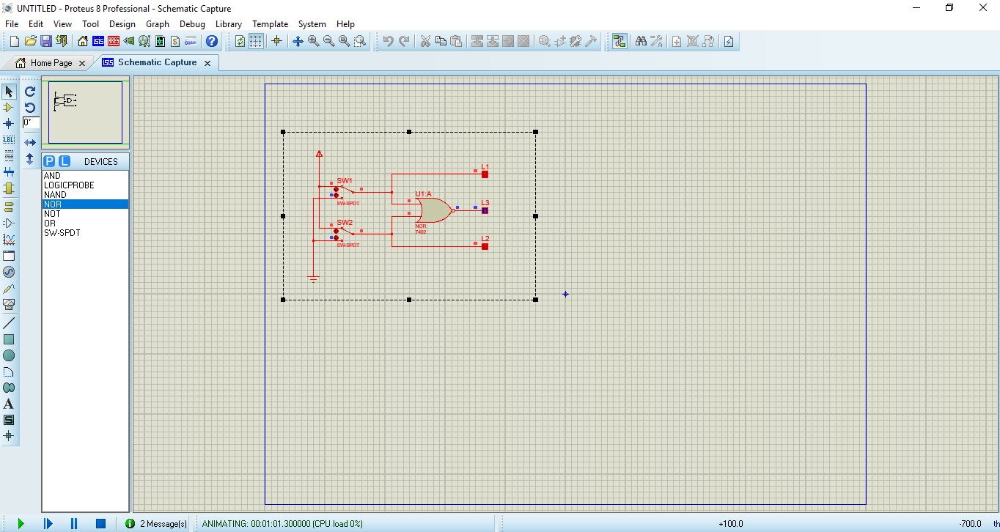 UNTITLED - Proteus 8 Professional - Schematic Capture
File Edit View Tool Design Graph Debug Library Template System Help
Home Page Schematic Capture
0°
LBL
P L DEVICES
AND
LOGICPROBE
NAND
NOR
NOT
OR
SW-SPDT
A
S
L1
SW1
SW-SPDT
U1:A
L3
NOR
7402
SW2
SW-SPDT
L2
2 Message(s) ANIMATING: 00:01:01.300000 (CPU load 0%) +100.0 -700.0 th